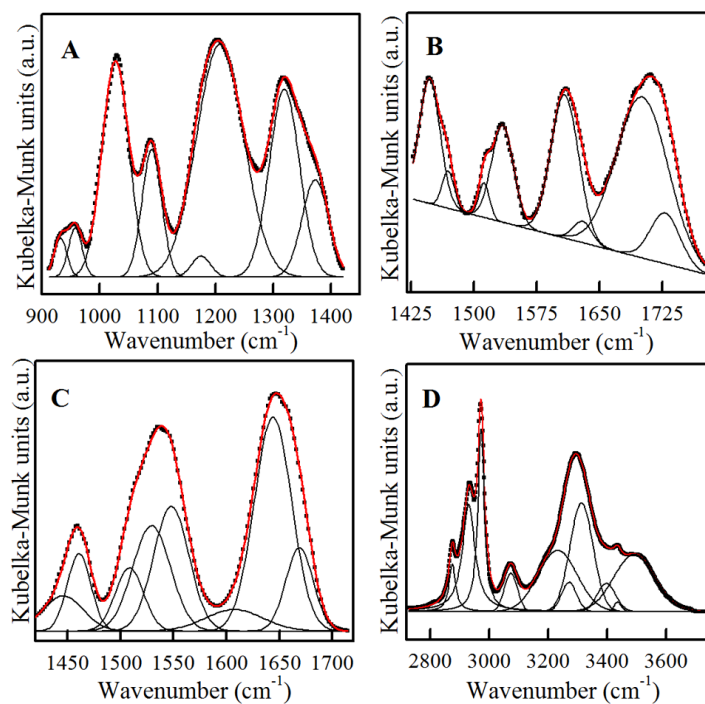 A
Kubelka-Munk units (a.u.)
900 1000 1100 1200 1300 1400
Wavenumber (cm⁻¹)
B
Kubelka-Munk units (a.u.)
1425 1500 1575 1650 1725
Wavenumber (cm⁻¹)
C
Kubelka-Munk units (a.u.)
1450 1500 1550 1600 1650 1700
Wavenumber (cm⁻¹)
D
Kubelka-Munk units (a.u.)
2800 3000 3200 3400 3600
Wavenumber (cm⁻¹)